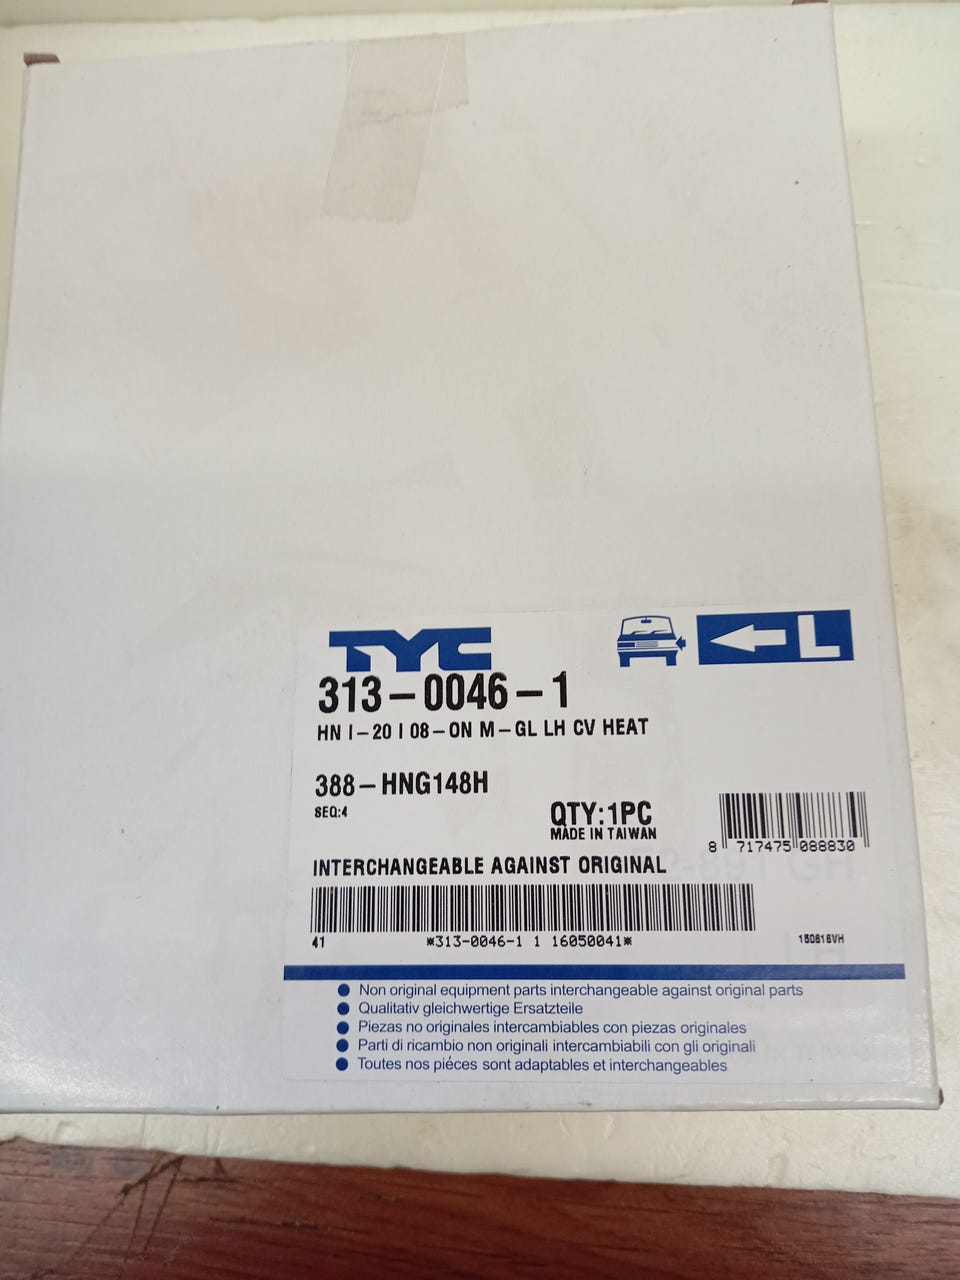 TYC
L
313-0046-1
HN I-20 I 08-ON M-GL LH CV HEAT
388-HNG148H
SEQ:4
QTY:1PC
MADE IN TAIWAN
8 717475 088830
INTERCHANGEABLE AGAINST ORIGINAL
41 *313-0046-1 1 16050041*
150616VH
Non original equipment parts interchangeable against original parts
Qualitativ gleichwertige Ersatzteile
Piezas no originales intercambiables con piezas originales
Parti di ricambio non originali intercambiabili con gli originali
Toutes nos piéces sont adaptables et interchangeables